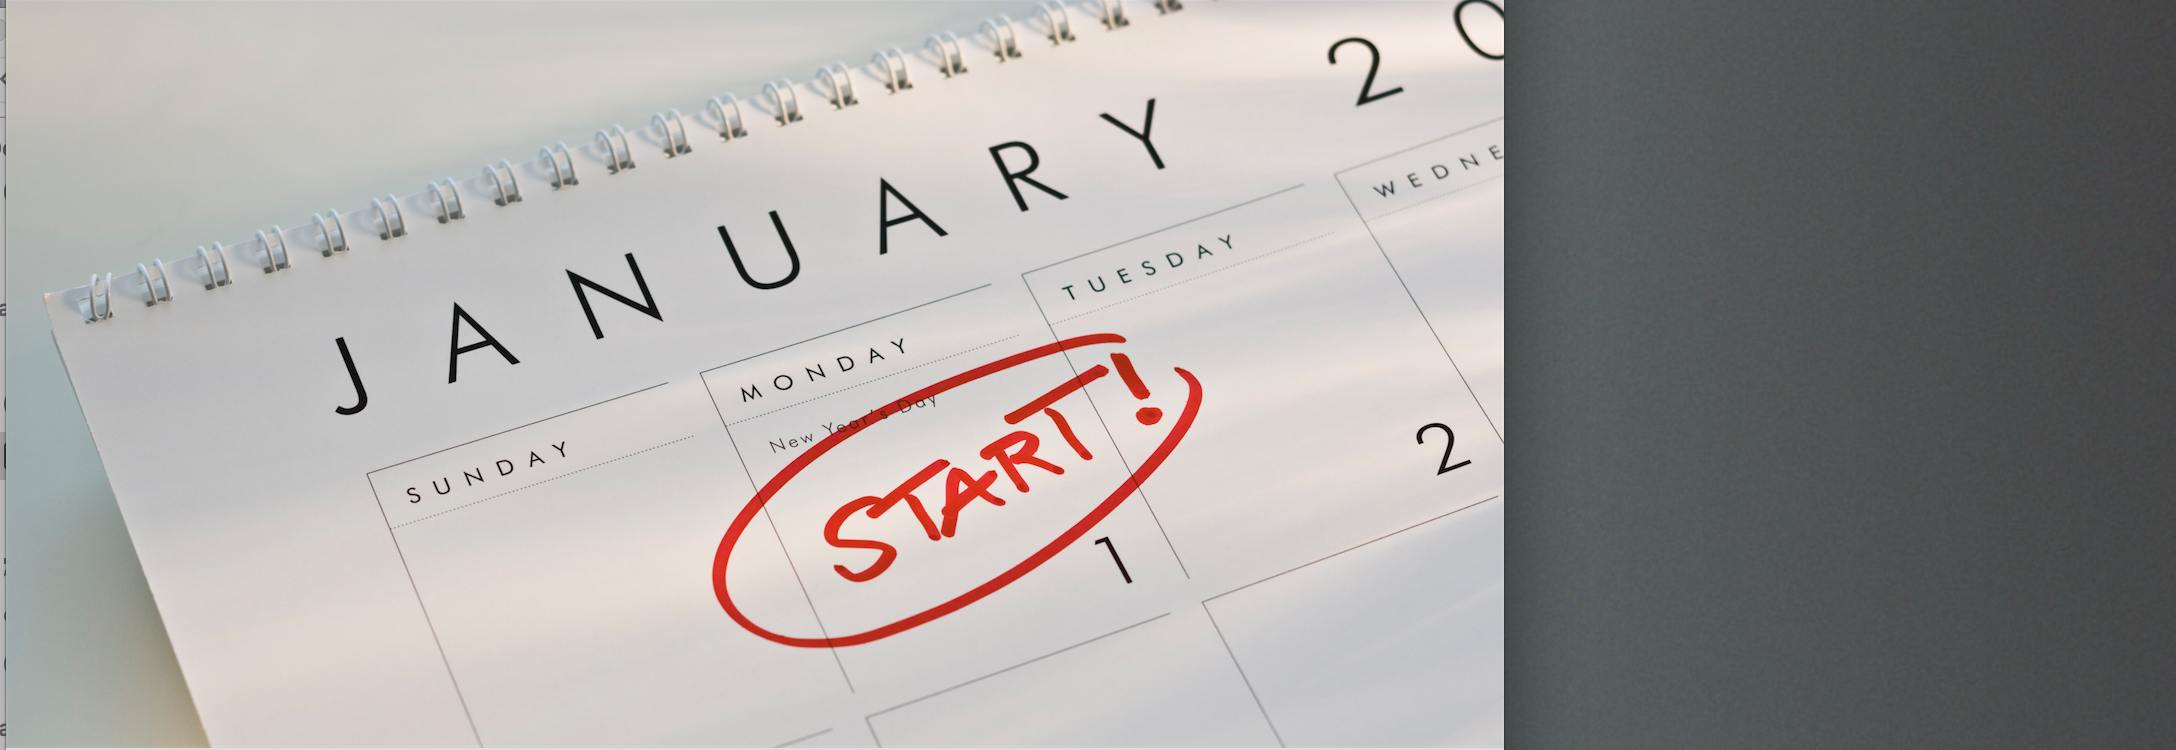 JANUARY 20
SUNDAY MONDAY TUESDAY WEDNE
New Year's Day
START!
1 2